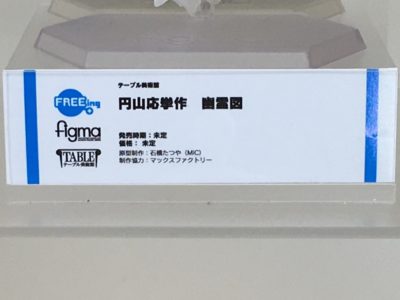 FREEing
figma
TABLE
テーブル美術館
テーブル美術館
円山応挙作　幽霊図
発売時期：未定
価格：未定
原型制作：石橋たつや（MIC）
制作協力：マックスファクトリー